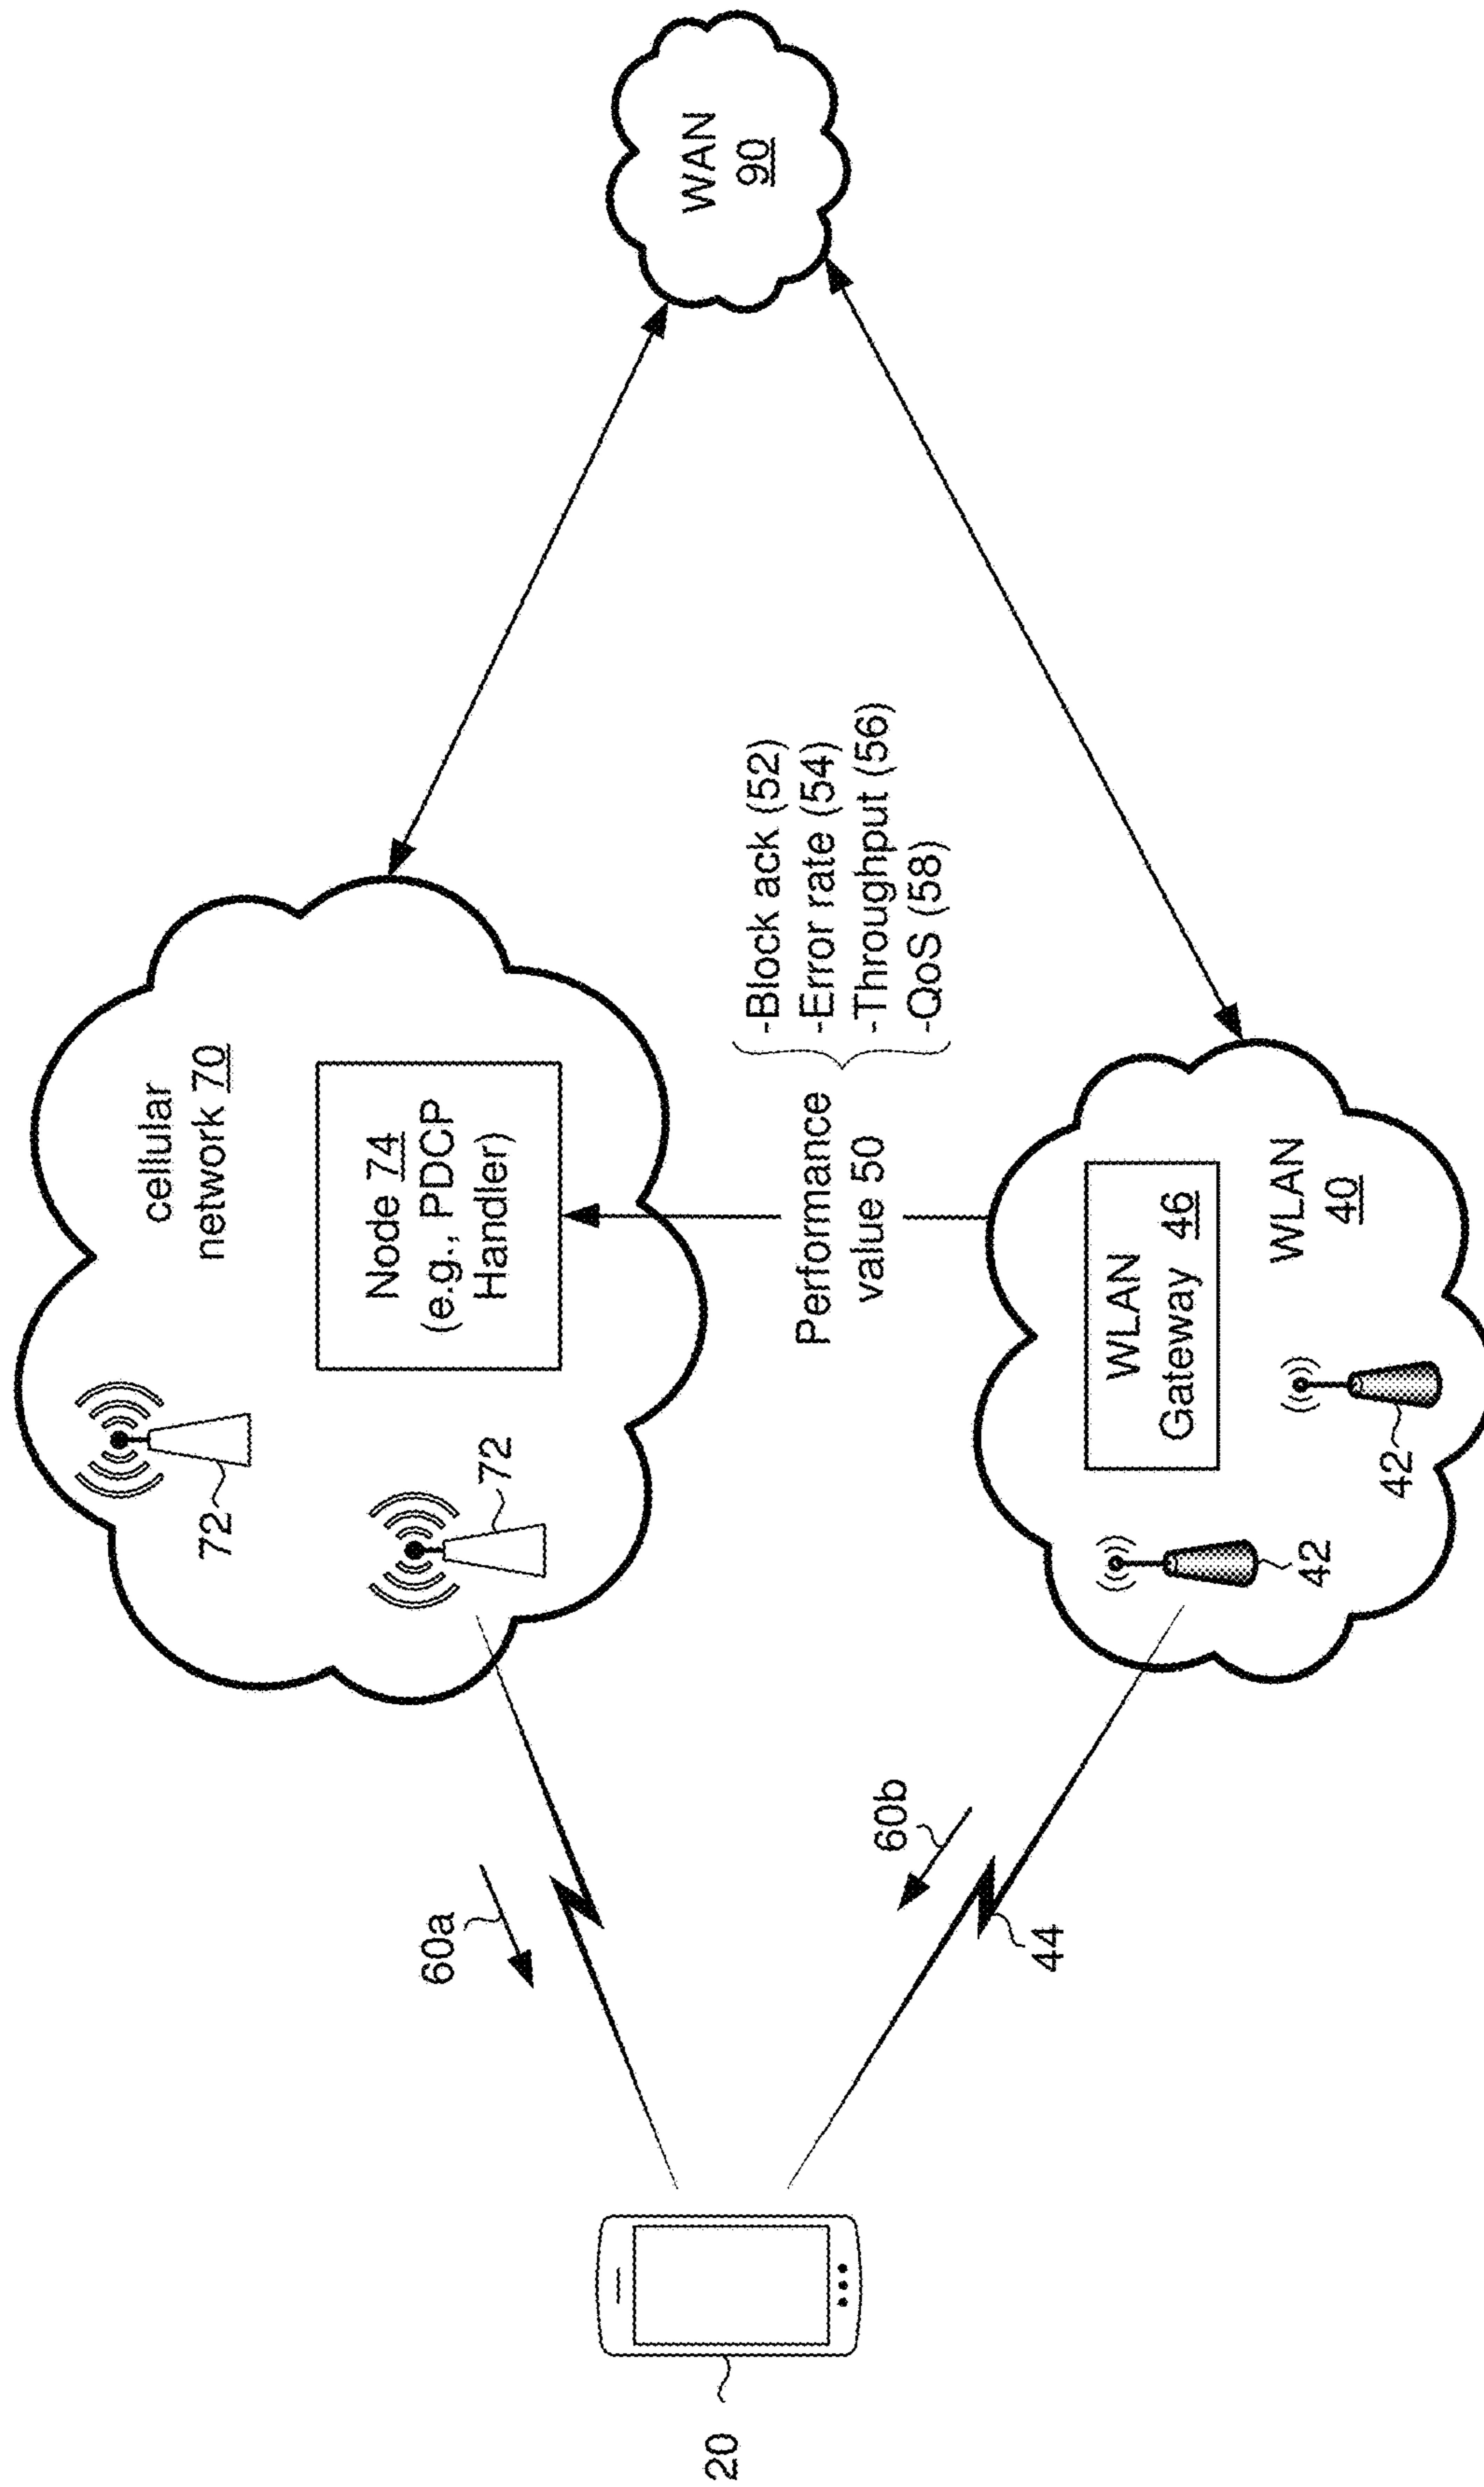 cellular
network 70
72
72
Node 74
(e.g., PDCP
Handler)
60a
20
Performance
value 50
-Block ack (52)
-Error rate (54)
-Throughput (56)
-QoS (58)
WAN
90
60b
44
WLAN
Gateway 46
WLAN
40
42
42